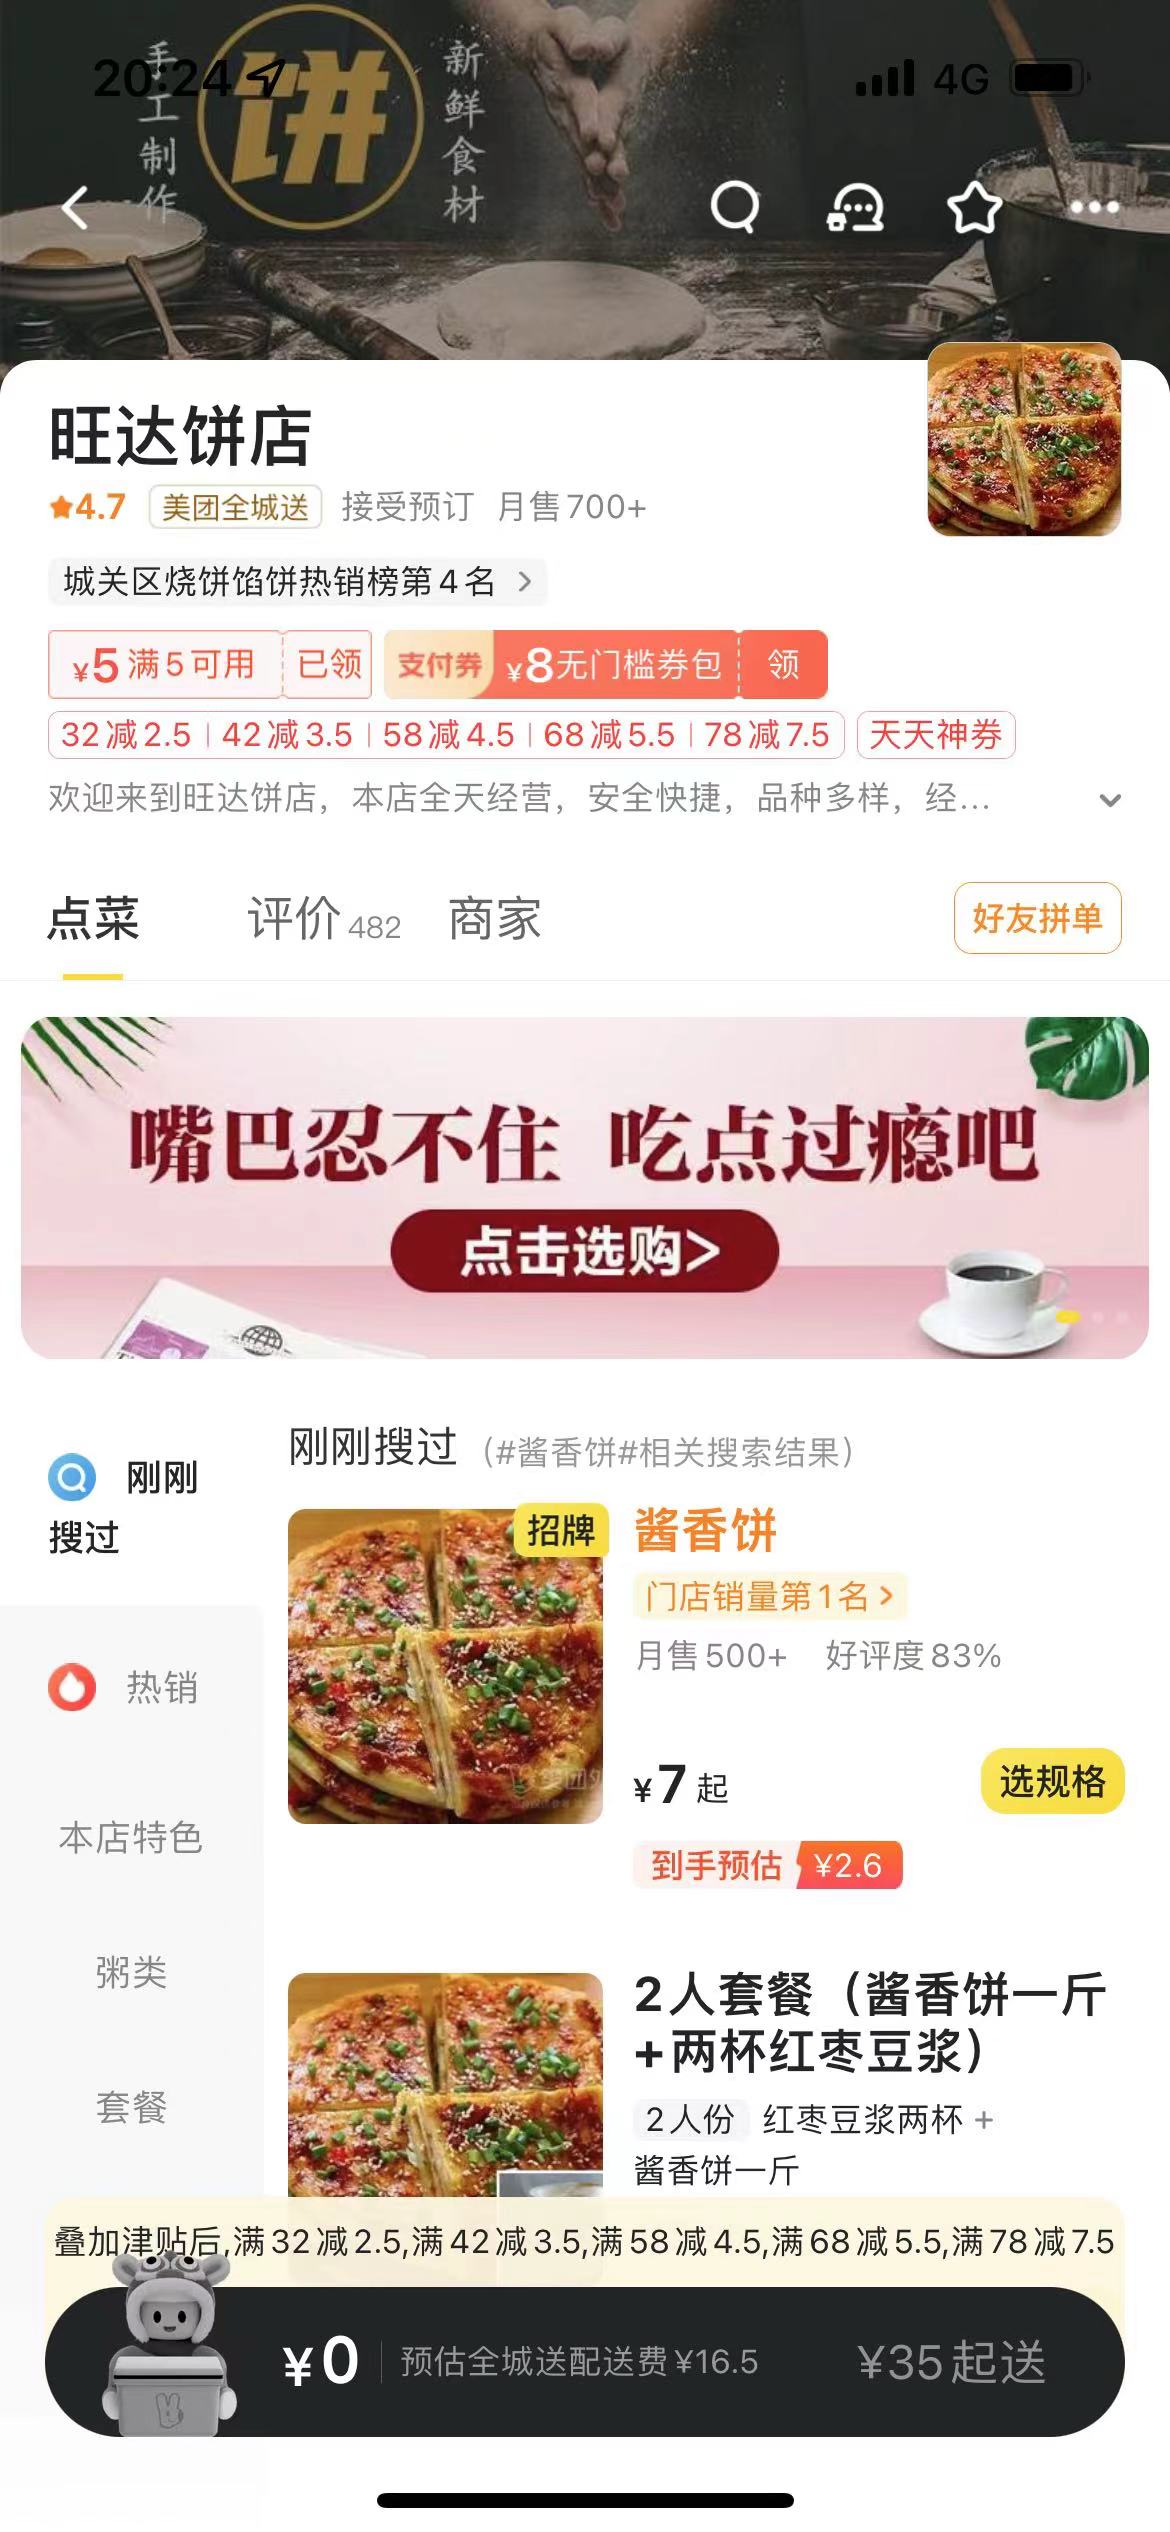 20:24
4G
手工制作
饼
新鲜食材
旺达饼店
4.7 美团全城送 接受预订 月售700+
城关区烧饼馅饼热销榜第4名 >
¥5满5可用 已领 支付券 ¥8无门槛券包 领
32减2.5 | 42减3.5 | 58减4.5 | 68减5.5 | 78减7.5 天天神券
欢迎来到旺达饼店，本店全天经营，安全快捷，品种多样，经...
点菜 评价482 商家 好友拼单
嘴巴忍不住 吃点过瘾吧
点击选购>
刚刚搜过
热销
本店特色
粥类
套餐
刚刚搜过（#酱香饼#相关搜索结果）
招牌
酱香饼
门店销量第1名 >
月售500+ 好评度83%
¥7起 选规格
到手预估 ¥2.6
2人套餐（酱香饼一斤
+两杯红枣豆浆）
2人份 红枣豆浆两杯 +
酱香饼一斤
叠加津贴后,满32减2.5,满42减3.5,满58减4.5,满68减5.5,满78减7.5
¥0 | 预估全城送配送费¥16.5 ¥35起送